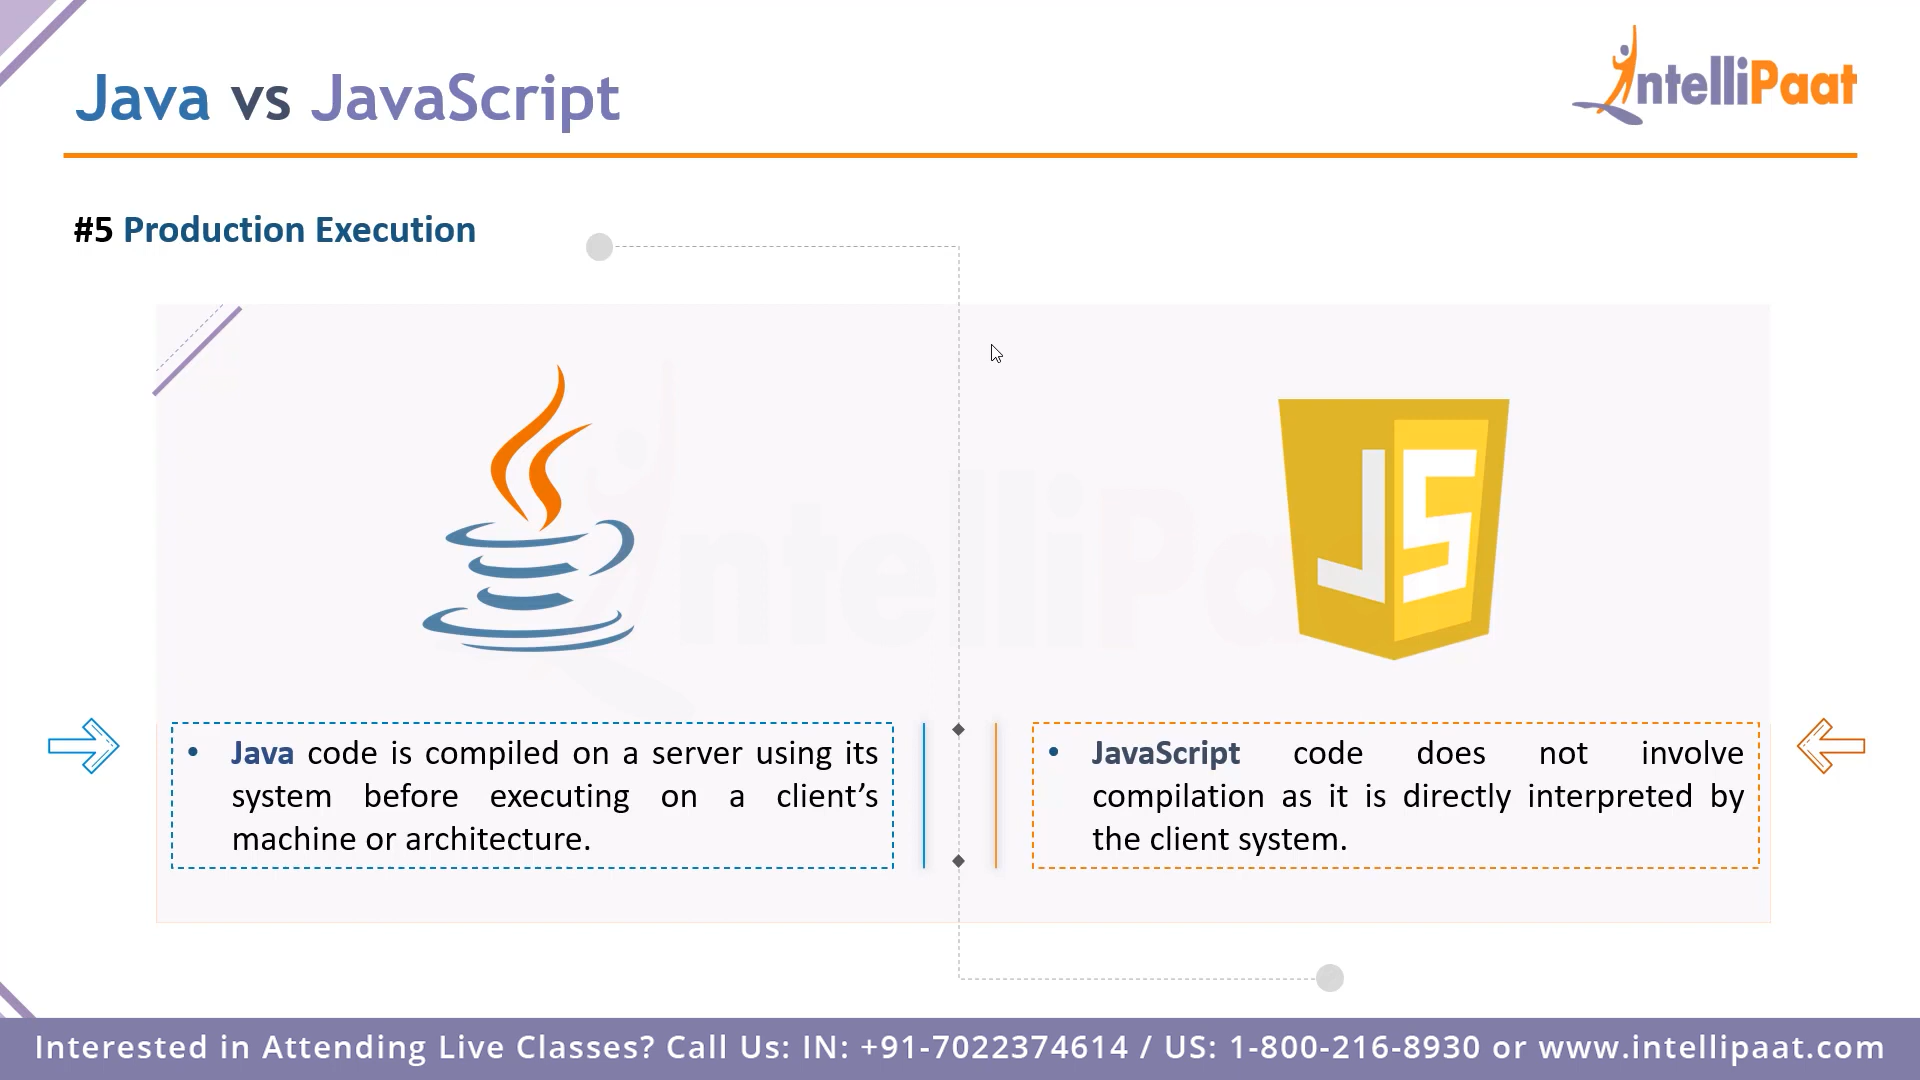 Java vs JavaScript
IntelliPaat
#5 Production Execution
IntelliPa
JS
• Java code is compiled on a server using its
system before executing on a client’s
machine or architecture.
• JavaScript code does not involve
compilation as it is directly interpreted by
the client system.
Interested in Attending Live Classes? Call Us: IN: +91-7022374614 / US: 1-800-216-8930 or www.intellipaat.com